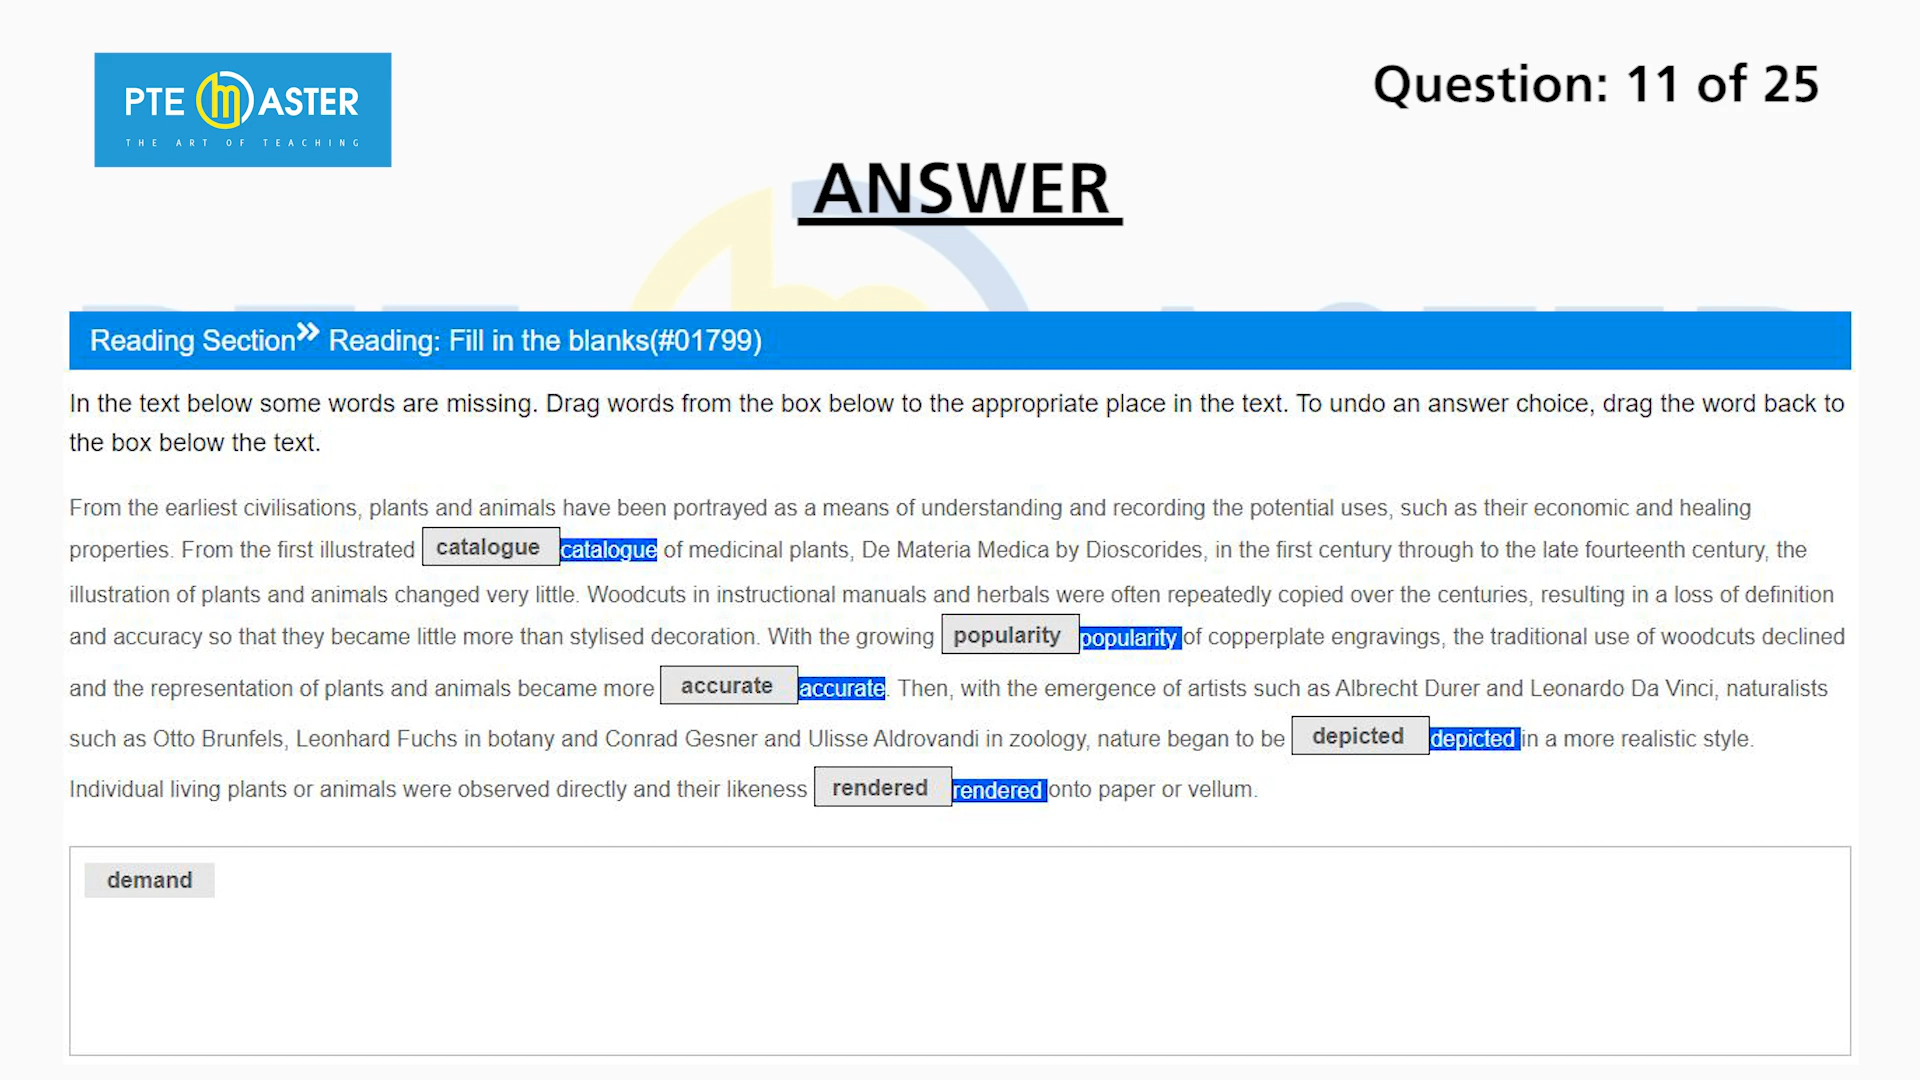 PTE MASTER
THE ART OF TEACHING
Question: 11 of 25
ANSWER
Reading Section» Reading: Fill in the blanks(#01799)
In the text below some words are missing. Drag words from the box below to the appropriate place in the text. To undo an answer choice, drag the word back to
the box below the text.
From the earliest civilisations, plants and animals have been portrayed as a means of understanding and recording the potential uses, such as their economic and healing
properties. From the first illustrated catalogue catalogue of medicinal plants, De Materia Medica by Dioscorides, in the first century through to the late fourteenth century, the
illustration of plants and animals changed very little. Woodcuts in instructional manuals and herbals were often repeatedly copied over the centuries, resulting in a loss of definition
and accuracy so that they became little more than stylised decoration. With the growing popularity popularity of copperplate engravings, the traditional use of woodcuts declined
and the representation of plants and animals became more accurate accurate. Then, with the emergence of artists such as Albrecht Durer and Leonardo Da Vinci, naturalists
such as Otto Brunfels, Leonhard Fuchs in botany and Conrad Gesner and Ulisse Aldrovandi in zoology, nature began to be depicted depicted in a more realistic style.
Individual living plants or animals were observed directly and their likeness rendered rendered onto paper or vellum.
demand